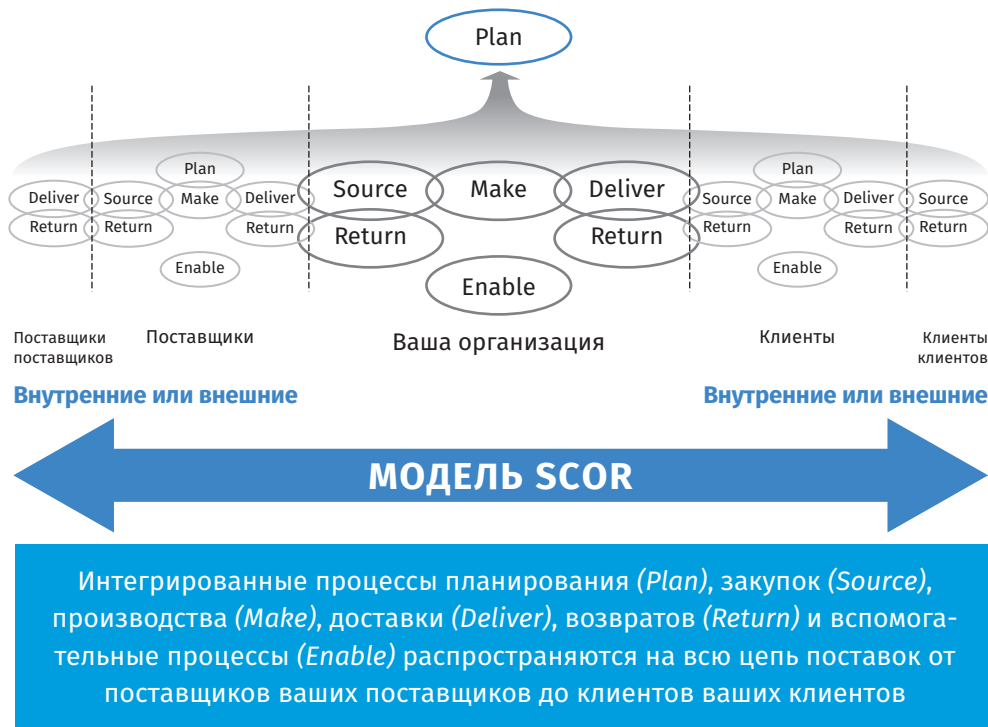 Plan
Plan
Plan
Deliver Source Make Deliver Source Make Deliver Source Make Deliver Source
Return Return Return Return Return Return Return Return
Enable Enable
Enable
Поставщики поставщиков
Поставщики
Ваша организация
Клиенты
Клиенты клиентов
Внутренние или внешние Внутренние или внешние
МОДЕЛЬ SCOR
Интегрированные процессы планирования (Plan), закупок (Source),
производства (Make), доставки (Deliver), возвратов (Return) и вспомога-
тельные процессы (Enable) распространяются на всю цепь поставок от
поставщиков ваших поставщиков до клиентов ваших клиентов